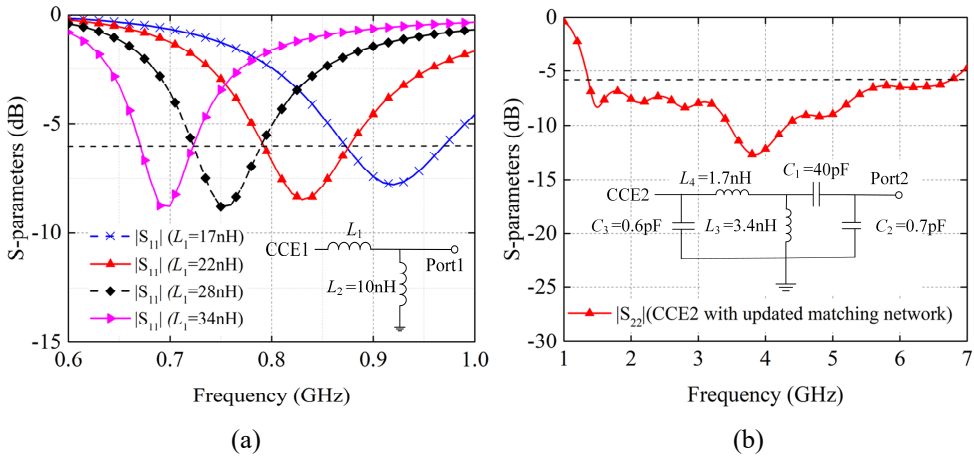 0
-5
-10
-15
S-parameters (dB)
|S11| (L1=17nH)
|S11| (L1=22nH)
|S11| (L1=28nH)
|S11| (L1=34nH)
CCE1
L1
L2=10nH
Port1
0.6 0.7 0.8 0.9 1.0
Frequency (GHz)
(a)
0
-5
-10
-15
-20
-25
-30
S-parameters (dB)
C1=40pF
L4=1.7nH
CCE2
Port2
C3=0.6pF
L3=3.4nH
C2=0.7pF
|S22|(CCE2 with updated matching network)
1 2 3 4 5 6 7
Frequency (GHz)
(b)